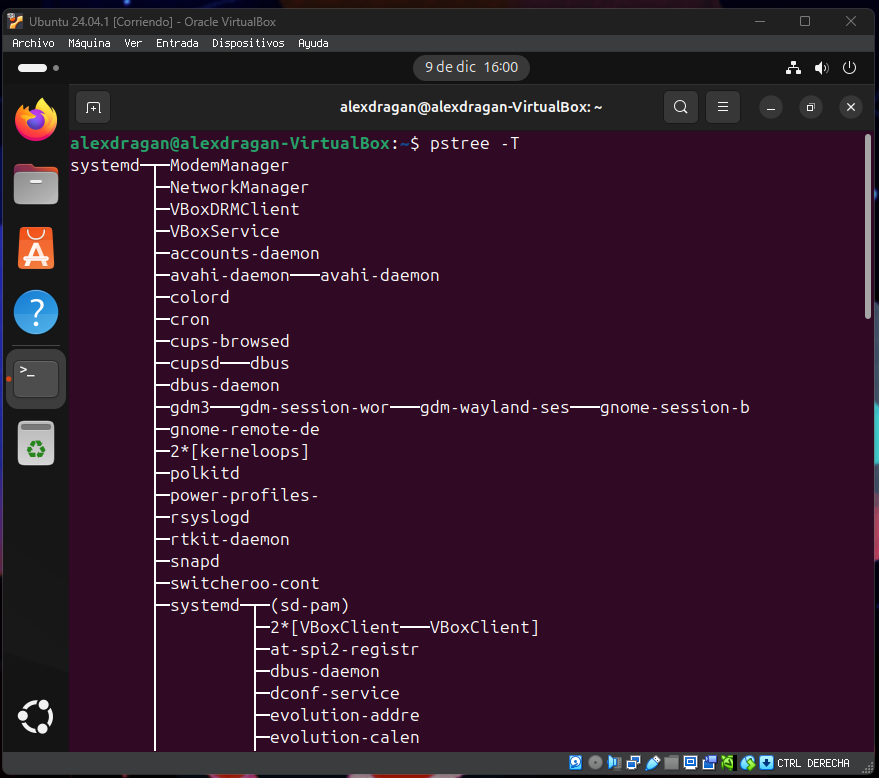 Ubuntu 24.04.1 [Corriendo] - Oracle VirtualBox
Archivo Máquina Ver Entrada Dispositivos Ayuda
9 de dic 16:00
alexdragan@alexdragan-VirtualBox: ~
alexdragan@alexdragan-VirtualBox:~$ pstree -T
systemd─┬─ModemManager
        ├─NetworkManager
        ├─VBoxDRMClient
        ├─VBoxService
        ├─accounts-daemon
        ├─avahi-daemon───avahi-daemon
        ├─colord
        ├─cron
        ├─cups-browsed
        ├─cupsd───dbus
        ├─dbus-daemon
        ├─gdm3───gdm-session-wor───gdm-wayland-ses───gnome-session-b
        ├─gnome-remote-de
        ├─2*[kerneloops]
        ├─polkitd
        ├─power-profiles-
        ├─rsyslogd
        ├─rtkit-daemon
        ├─snapd
        ├─switcheroo-cont
        ├─systemd─┬─(sd-pam)
        │         ├─2*[VBoxClient───VBoxClient]
        │         ├─at-spi2-registr
        │         ├─dbus-daemon
        │         ├─dconf-service
        │         ├─evolution-addre
        │         ├─evolution-calen
CTRL DERECHA